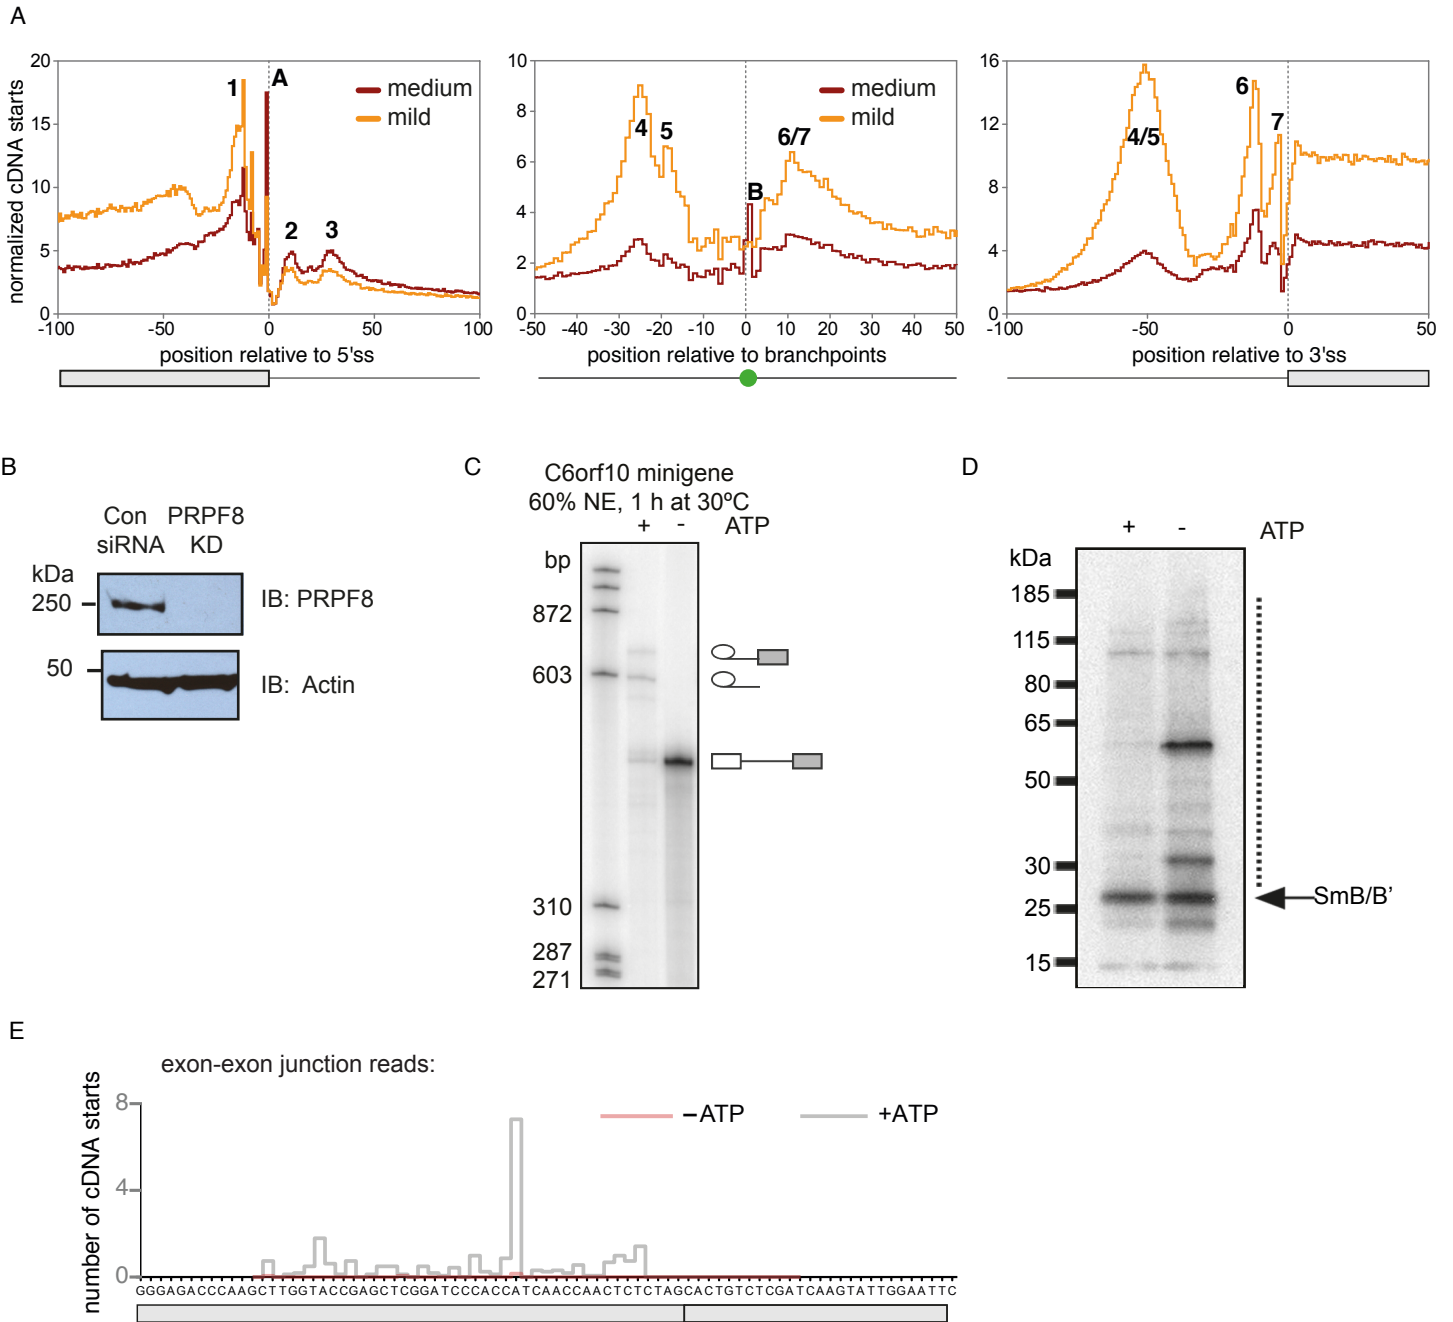 A
normalized cDNA starts
20
15
10
5
0
1
A
2
3
medium
mild
-100
-50
0
50
100
position relative to 5'ss
10
8
6
4
2
0
4
5
B
6/7
medium
mild
-50
-40
-30
-20
-10
0
10
20
30
40
50
position relative to branchpoints
16
12
8
4
0
4/5
6
7
-100
-50
0
50
position relative to 3'ss
B
Con PRPF8
siRNA KD
kDa
250
IB: PRPF8
50
IB: Actin
C
C6orf10 minigene
60% NE, 1 h at 30ºC
+ - ATP
bp
872
603
310
287
271
D
+ - ATP
kDa
185
115
80
65
50
30
25
15
SmB/B’
E
exon-exon junction reads:
number of cDNA starts
8
4
0
–ATP
+ATP
GGGAGACCCAAGCTTGGTACCGAGCTCGGATCCCACCATCAACCAACTCTCTAGCACTGTCTCGATCAAGTATTGGAATTC